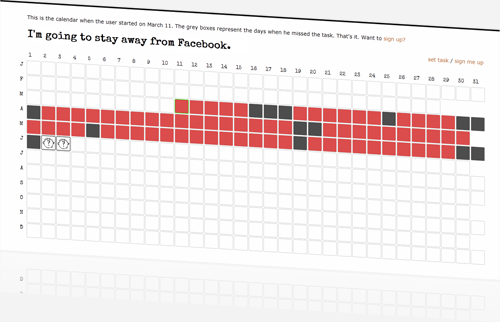 This is the calendar when the user started on March 11. The grey boxes represent the days when he missed the task. That's it. Want to sign up?
I'm going to stay away from Facebook.
set task / sign me up
1 2 3 4 5 6 7 8 9 10 11 12 13 14 15 16 17 18 19 20 21 22 23 24 25 26 27 28 29 30 31
J
F
M
A
M
J ? ?
J
A
S
O
N
D